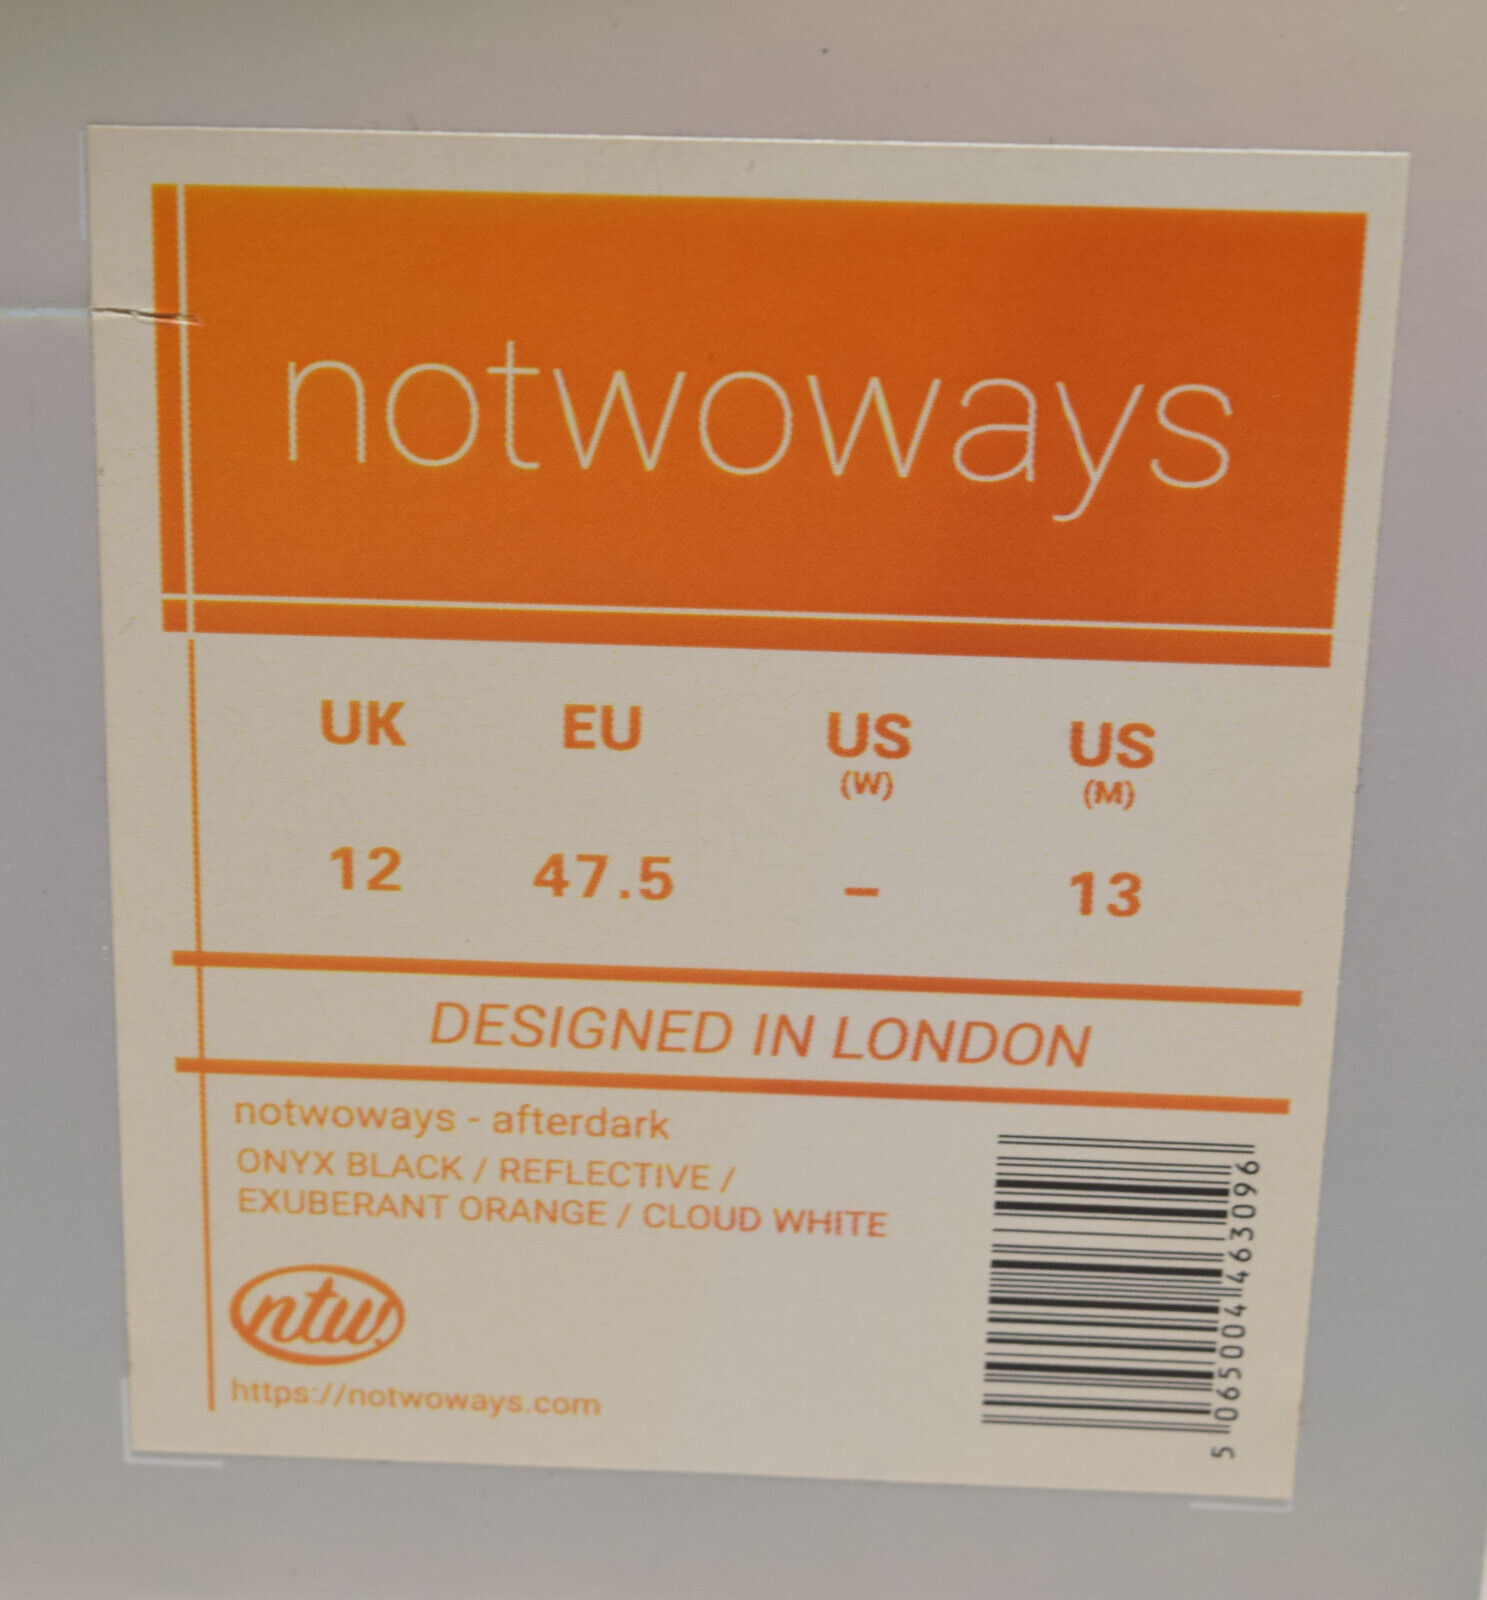 notwoways
UK EU US US
(W) (M)
12 47.5 – 13
DESIGNED IN LONDON
notwoways - afterdark
ONYX BLACK / REFLECTIVE /
EXUBERANT ORANGE / CLOUD WHITE
ntw
https://notwoways.com
5 065004 463096